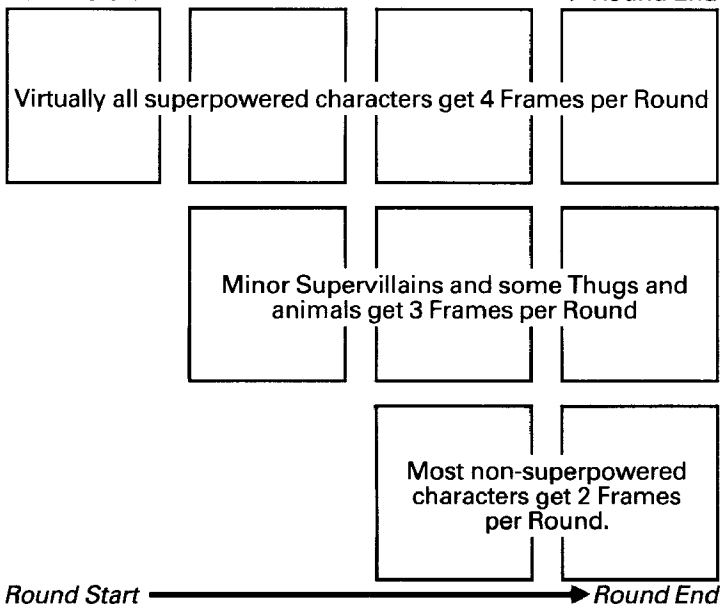 Round End
Virtually all superpowered characters get 4 Frames per Round
Minor Supervillains and some Thugs and
animals get 3 Frames per Round
Most non-superpowered
characters get 2 Frames
per Round.
Round Start Round End